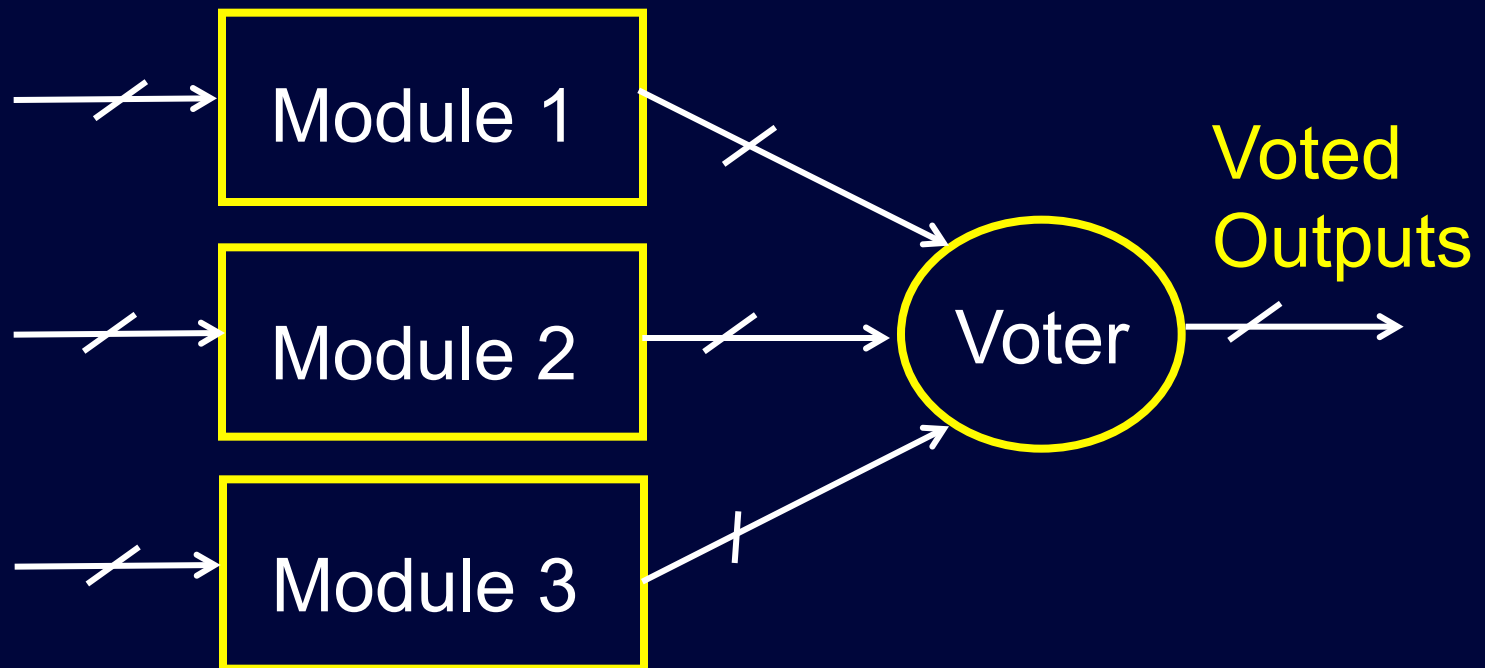 Module 1
Module 2
Module 3
Voter
Voted
Outputs